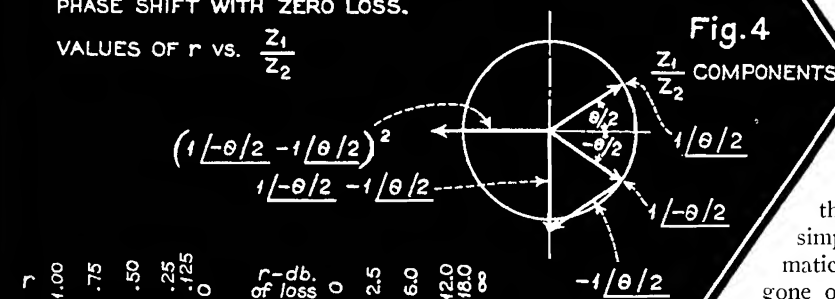 PHASE SHIFT WITH ZERO LOSS.
VALUES OF r VS. Z1/Z2
Fig.4
Z1/Z2 COMPONENTS
θ/2
-θ/2
1/θ/2
(1/-θ/2 -1/θ/2)²
1/-θ/2 -1/θ/2
1/-θ/2
-1/θ/2
r 1.00 .75 .50 .25 .125 0
r-db. of loss 0 2.5 6.0 12.0 18.0 ∞
th
simp
matic
gone o